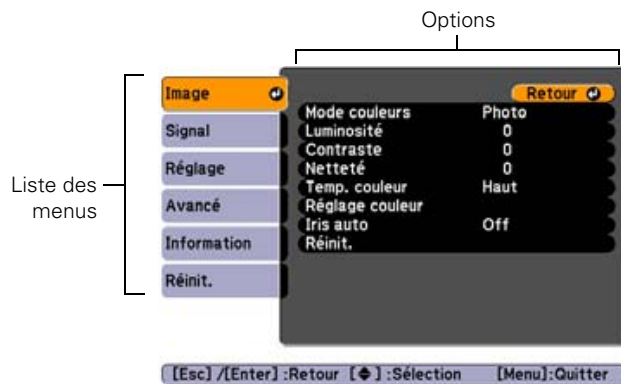 Options
Liste des
menus
Image
Signal
Réglage
Avancé
Information
Réinit.
Retour
Mode couleurs Photo
Luminosité 0
Contraste 0
Netteté 0
Temp. couleur Haut
Réglage couleur
Iris auto Off
Réinit.
[Esc] /[Enter] :Retour [◆] :Sélection [Menu]:Quitter